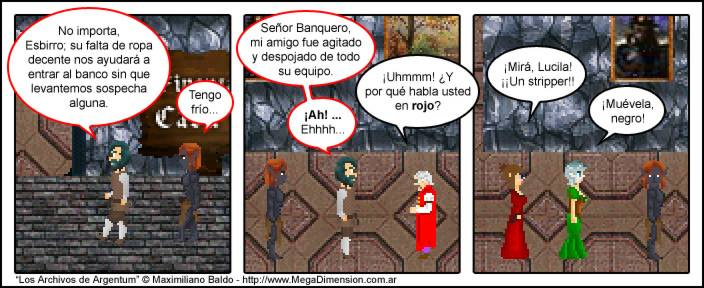 No importa,
Esbirro; su falta de ropa
decente nos ayudará a
entrar al banco sin que
levantemos sospecha
alguna.
Tengo
frío...
Señor Banquero,
mi amigo fue agitado
y despojado de todo
su equipo.
¡Uhmmm! ¿Y
por qué habla usted
en rojo?
¡Ah! ...
Ehhhh...
¡Mirá, Lucila!
¡¡Un stripper!!
¡Muévela,
negro!
"Los Archivos de Argentum" © Maximiliano Baldo - http://www.MegaDimension.com.ar